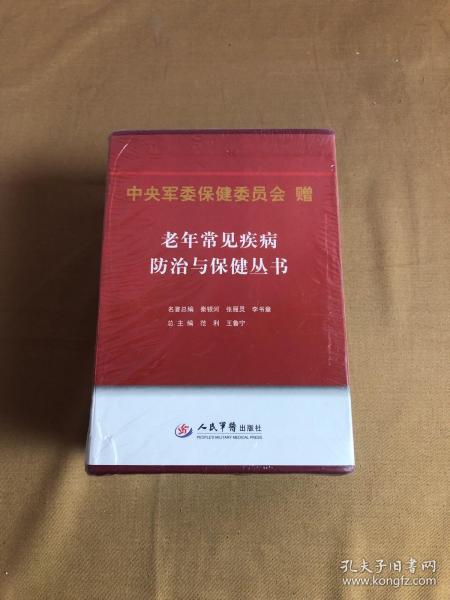 中央军委保健委员会 赠
老年常见疾病
防治与保健丛书
名誉总编 秦银河 张雁灵 李书章
总主编 范利 王鲁宁
人民军醫出版社
PEOPLE'S MILITARY MEDICAL PRESS
孔夫子旧书网
www.kongfz.com